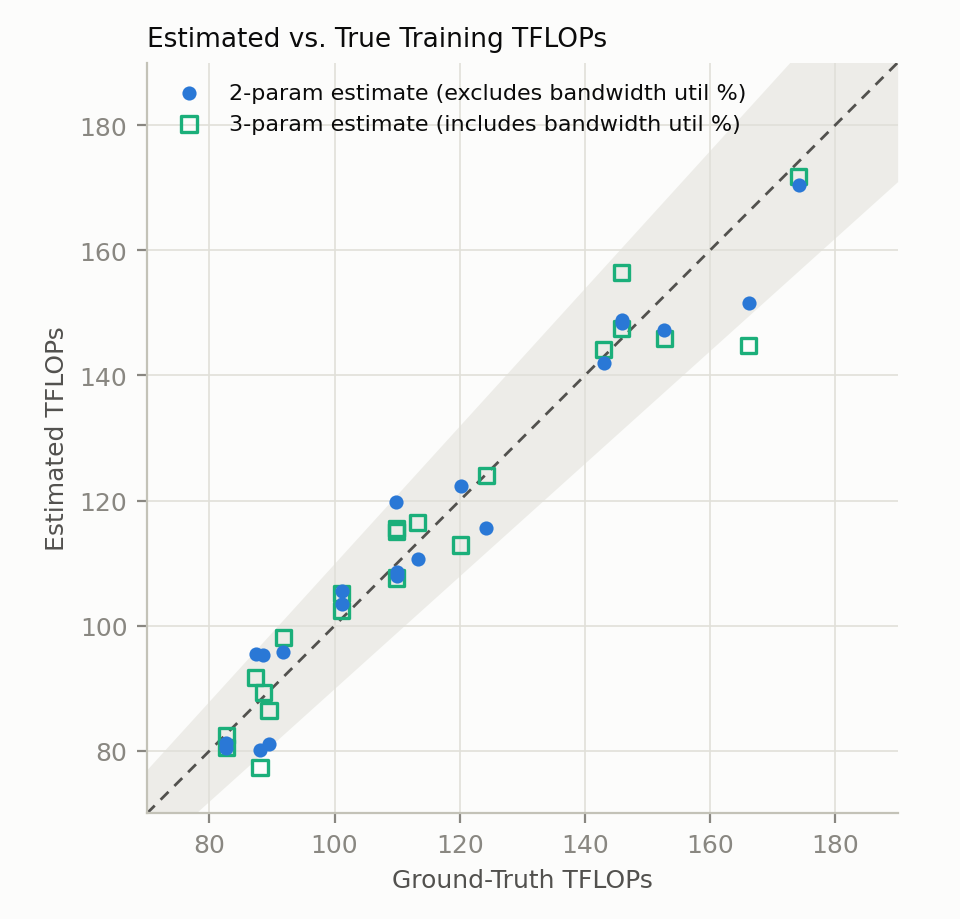 Estimated vs. True Training TFLOPs
2-param estimate (excludes bandwidth util %)
3-param estimate (includes bandwidth util %)
180
160
140
120
100
80
Estimated TFLOPs
80 100 120 140 160 180
Ground-Truth TFLOPs